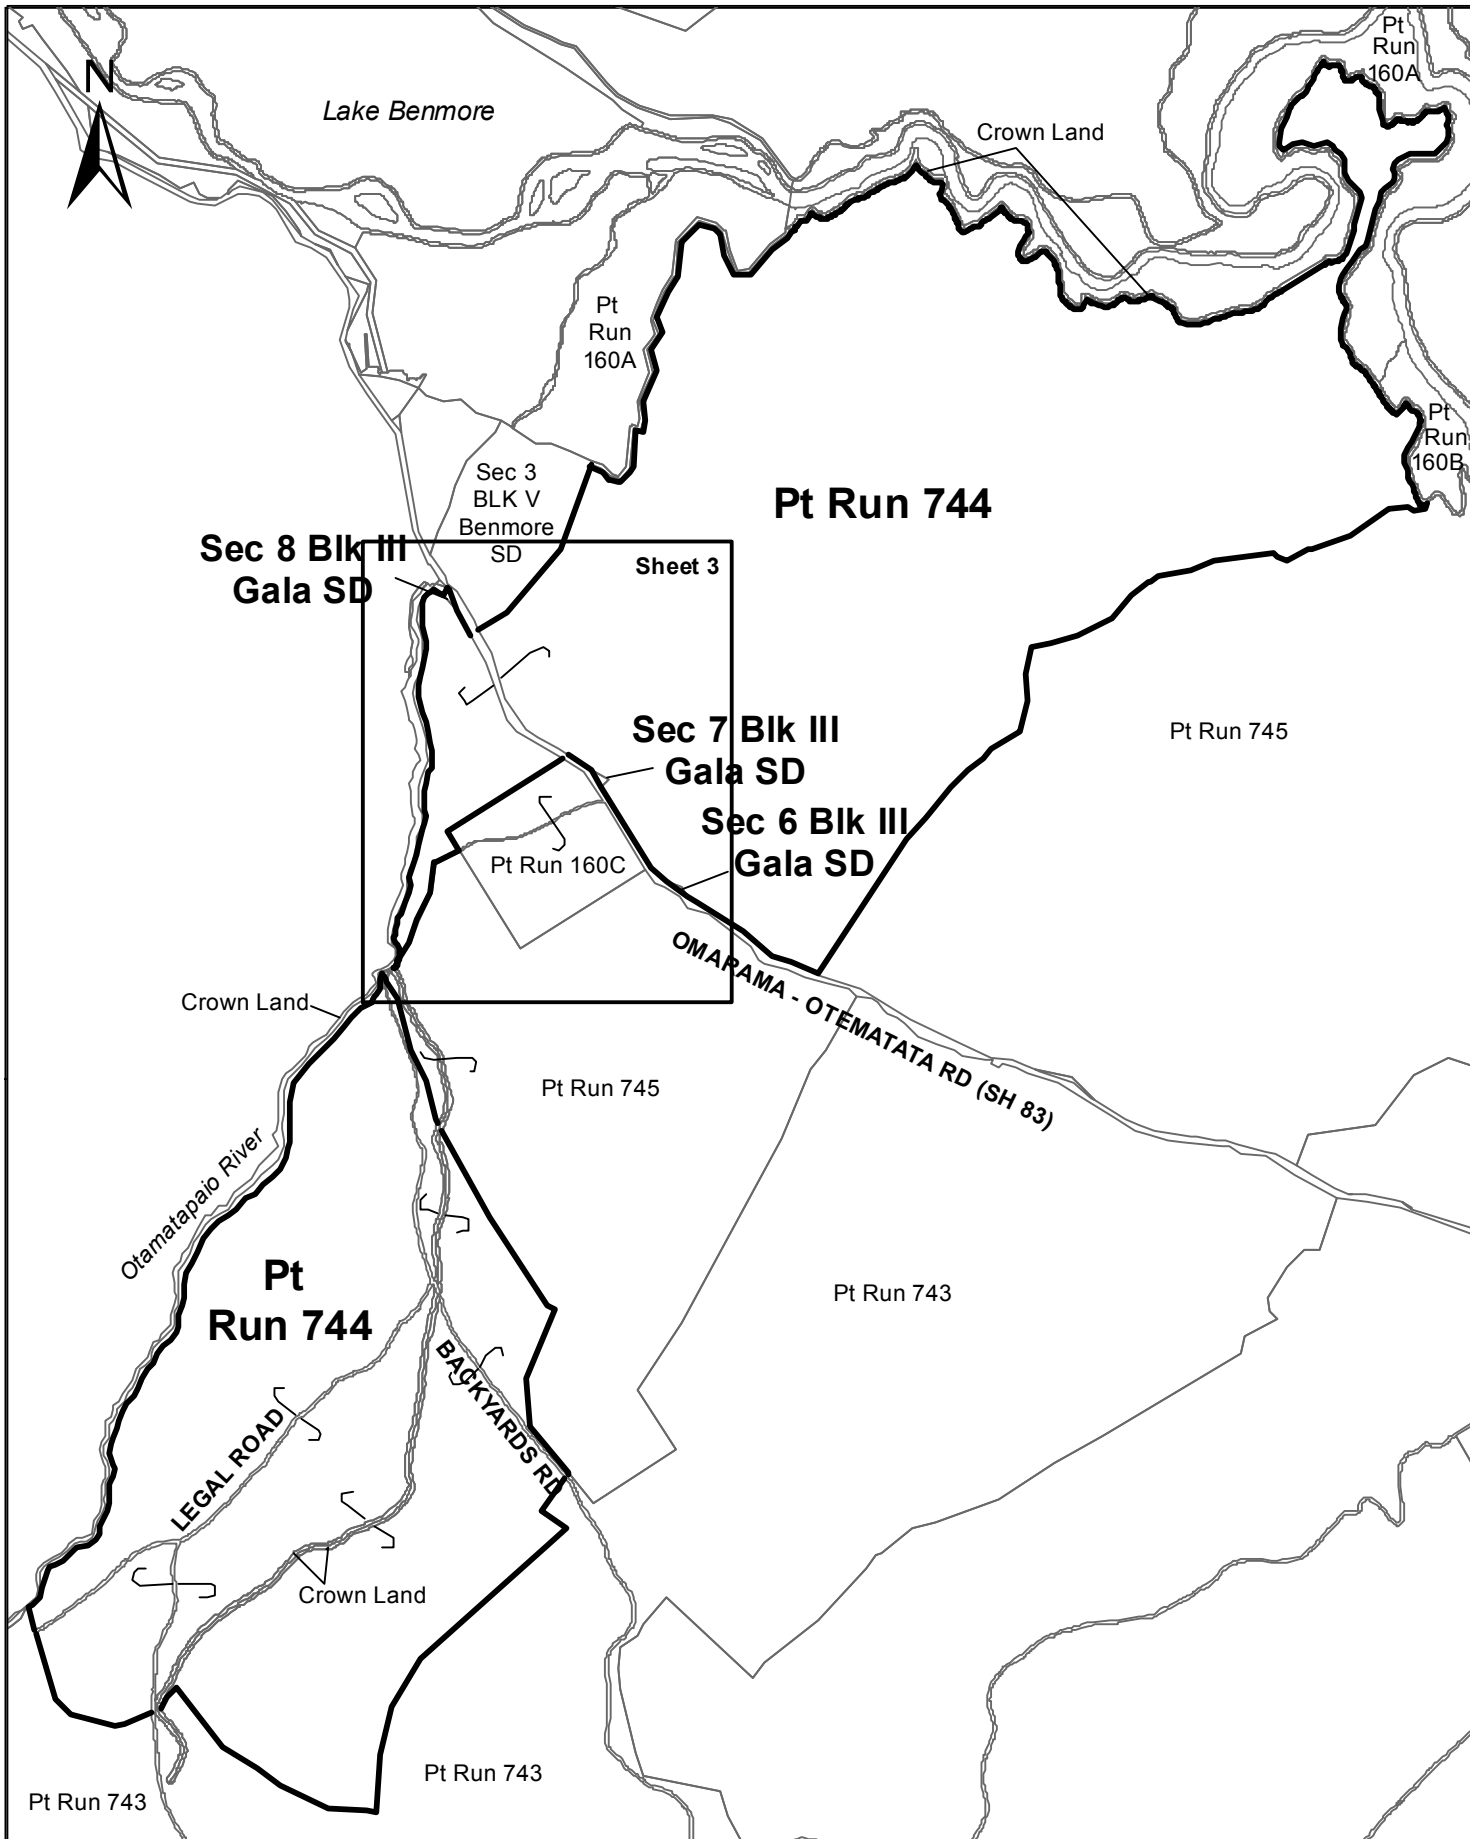 Pt
Run
160A
N
Lake Benmore
Crown Land
Pt
Run
160A
Pt
Run
160B
Sec 3
BLK V
Benmore
SD
Pt Run 744
Sec 8 Blk III
Gala SD
Sheet 3
Sec 7 Blk III
Gala SD
Pt Run 745
Sec 6 Blk III
Gala SD
Pt Run 160C
OMARAMA - OTEMATATA RD (SH 83)
Crown Land
Pt Run 745
Otamatapaio River
Pt
Run 744
Pt Run 743
BACKYARDS RD
LEGAL ROAD
Crown Land
Pt Run 743
Pt Run 743